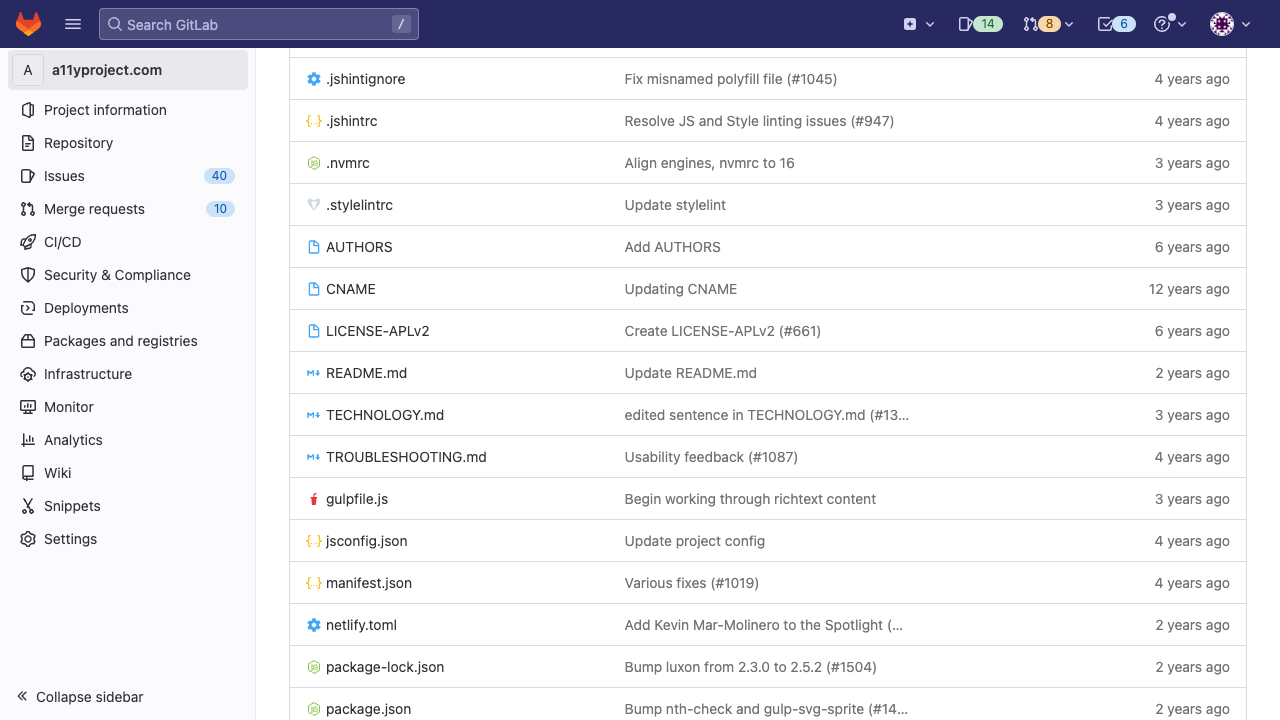 Search GitLab /
14
8
6
A a11yproject.com
Project information
Repository
Issues 40
Merge requests 10
CI/CD
Security & Compliance
Deployments
Packages and registries
Infrastructure
Monitor
Analytics
Wiki
Snippets
Settings
Collapse sidebar
.jshintignore Fix misnamed polyfill file (#1045) 4 years ago
.jshintrc Resolve JS and Style linting issues (#947) 4 years ago
.nvmrc Align engines, nvmrc to 16 3 years ago
.stylelintrc Update stylelint 3 years ago
AUTHORS Add AUTHORS 6 years ago
CNAME Updating CNAME 12 years ago
LICENSE-APLv2 Create LICENSE-APLv2 (#661) 6 years ago
README.md Update README.md 2 years ago
TECHNOLOGY.md edited sentence in TECHNOLOGY.md (#13… 3 years ago
TROUBLESHOOTING.md Usability feedback (#1087) 4 years ago
gulpfile.js Begin working through richtext content 3 years ago
jsconfig.json Update project config 4 years ago
manifest.json Various fixes (#1019) 4 years ago
netlify.toml Add Kevin Mar-Molinero to the Spotlight (… 2 years ago
package-lock.json Bump luxon from 2.3.0 to 2.5.2 (#1504) 2 years ago
package.json Bump nth-check and gulp-svg-sprite (#14… 2 years ago